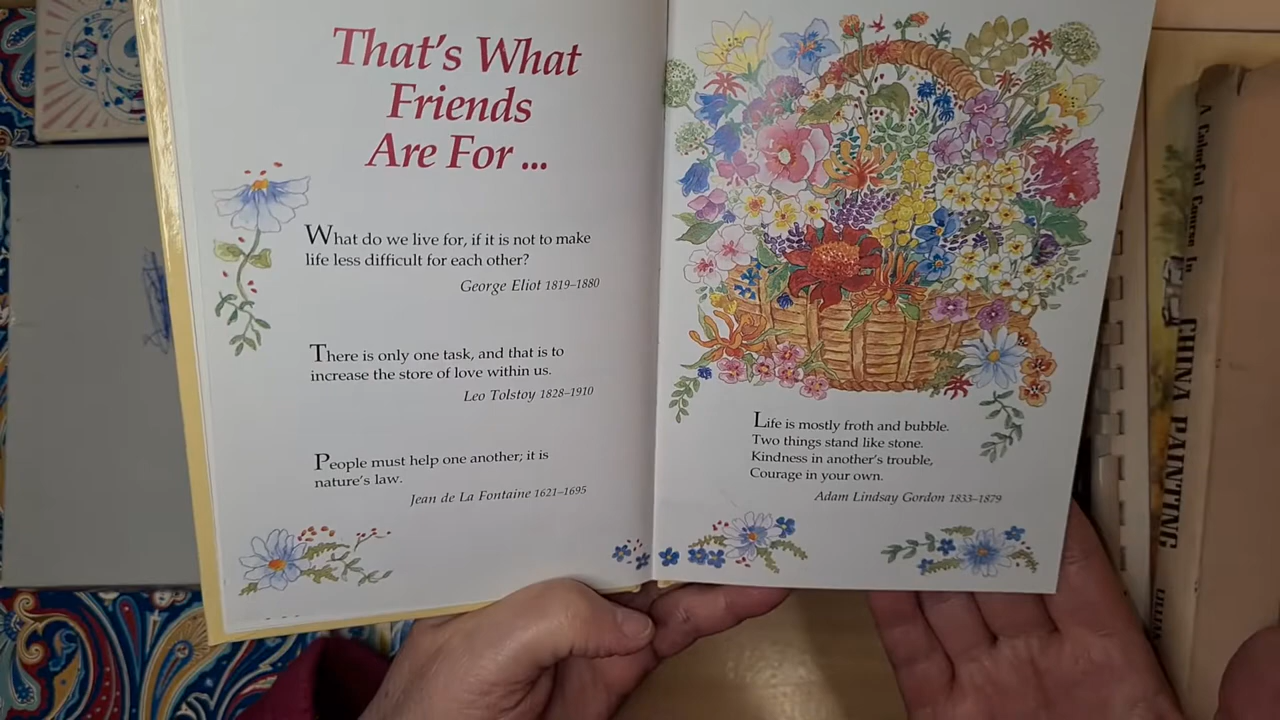 That's What
Friends
Are For ...
What do we live for, if it is not to make
life less difficult for each other?
George Eliot 1819–1880
There is only one task, and that is to
increase the store of love within us.
Leo Tolstoy 1828–1910
People must help one another; it is
nature's law.
Jean de La Fontaine 1621–1695
Life is mostly froth and bubble.
Two things stand like stone.
Kindness in another's trouble,
Courage in your own.
Adam Lindsay Gordon 1833–1879
A Colorful Course In
CHINA PAINTING